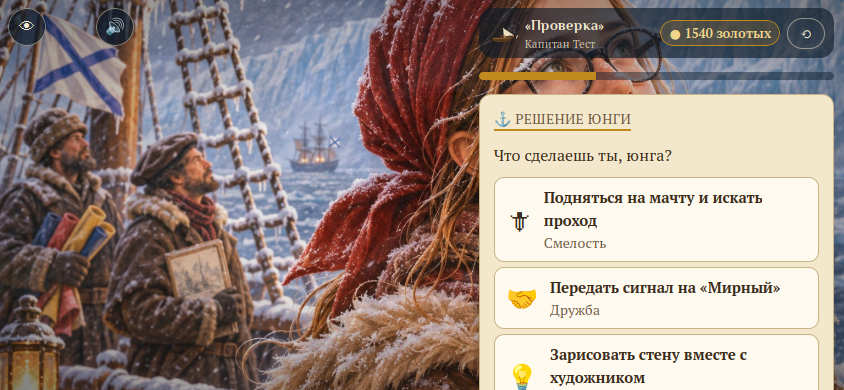 «Проверка»
Капитан Тест
1540 золотых
РЕШЕНИЕ ЮНГИ
Что сделаешь ты, юнга?
Подняться на мачту и искать
проход
Смелость
Передать сигнал на «Мирный»
Дружба
Зарисовать стену вместе с
художником